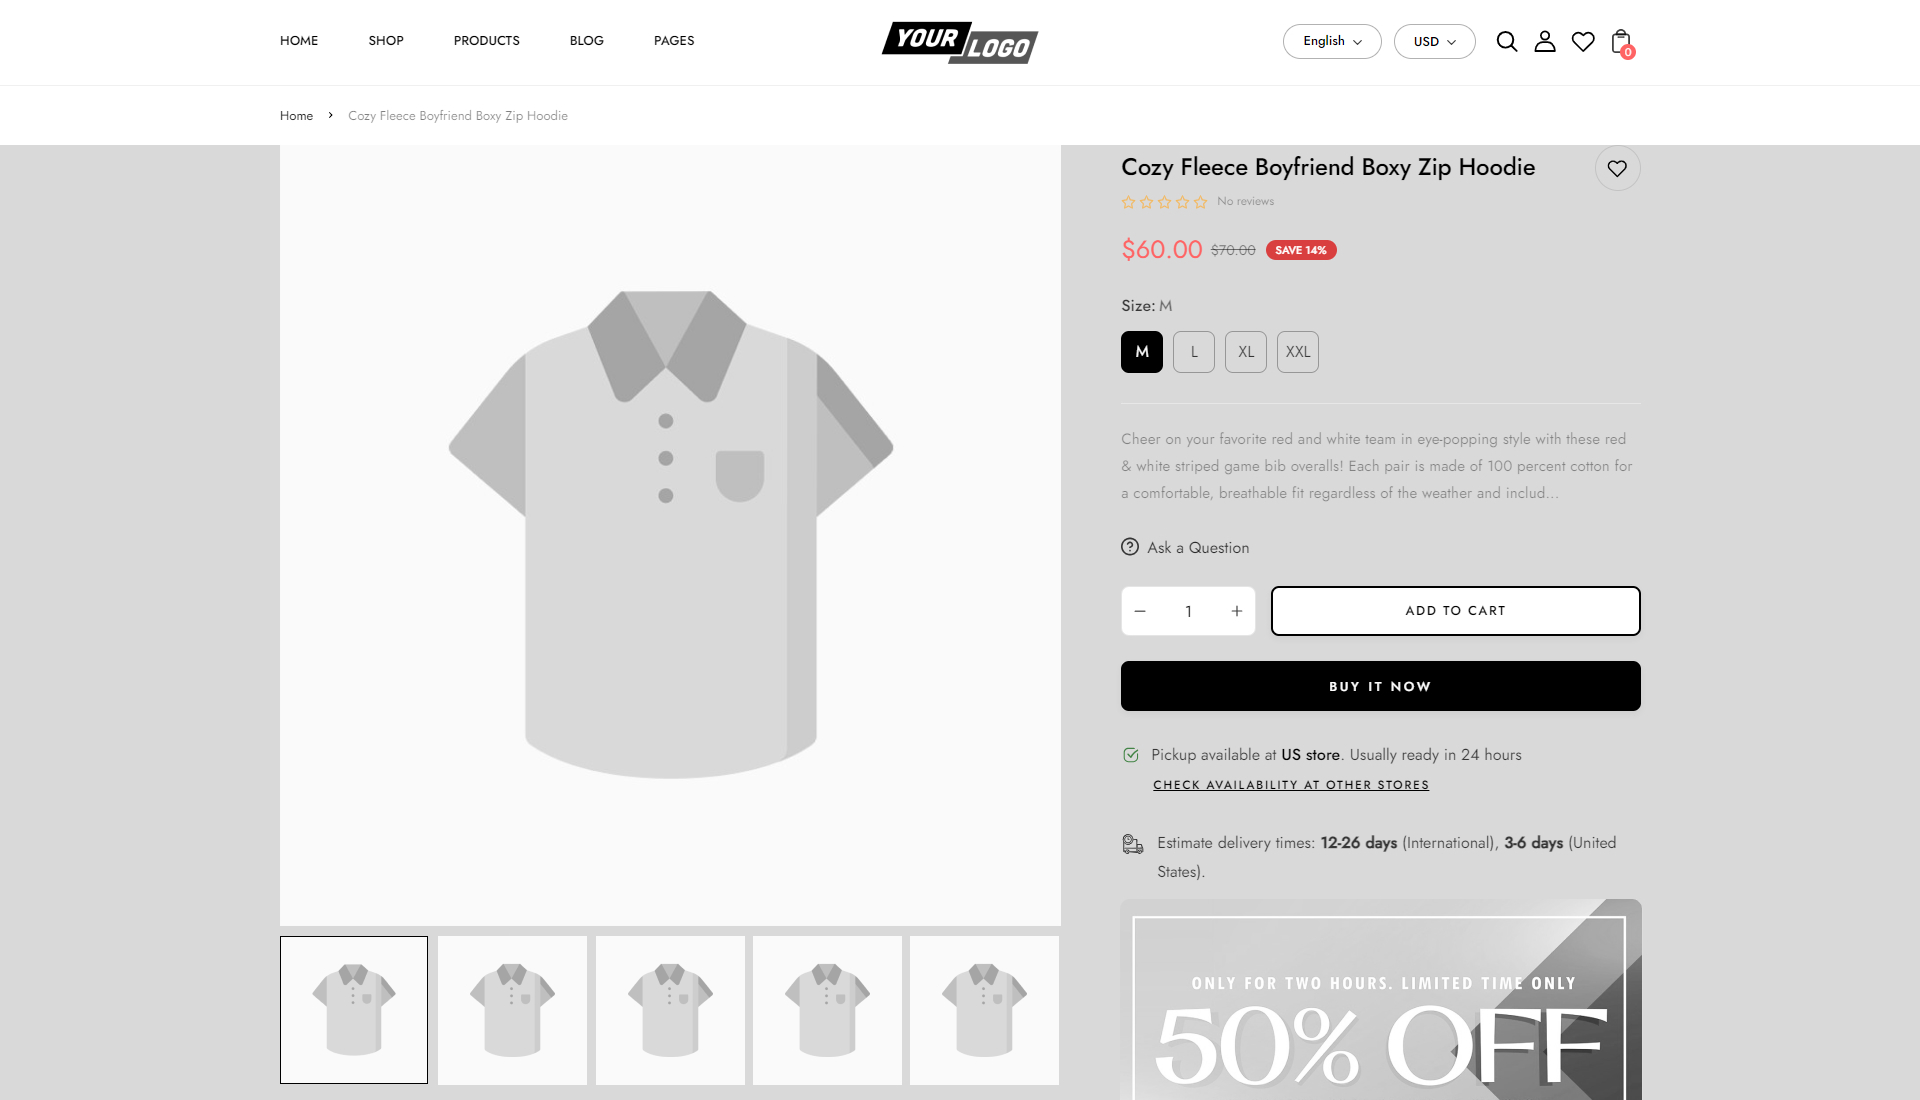 HOME SHOP PRODUCTS BLOG PAGES
YOUR LOGO
English USD
0
Home › Cozy Fleece Boyfriend Boxy Zip Hoodie
Cozy Fleece Boyfriend Boxy Zip Hoodie
No reviews
$60.00 $70.00 SAVE 14%
Size: M
M L XL XXL
Cheer on your favorite red and white team in eye-popping style with these red
& white striped game bib overalls! Each pair is made of 100 percent cotton for
a comfortable, breathable fit regardless of the weather and includ...
Ask a Question
− 1 +
ADD TO CART
BUY IT NOW
Pickup available at US store. Usually ready in 24 hours
CHECK AVAILABILITY AT OTHER STORES
Estimate delivery times: 12-26 days (International), 3-6 days (United
States).
ONLY FOR TWO HOURS. LIMITED TIME ONLY
50% OFF